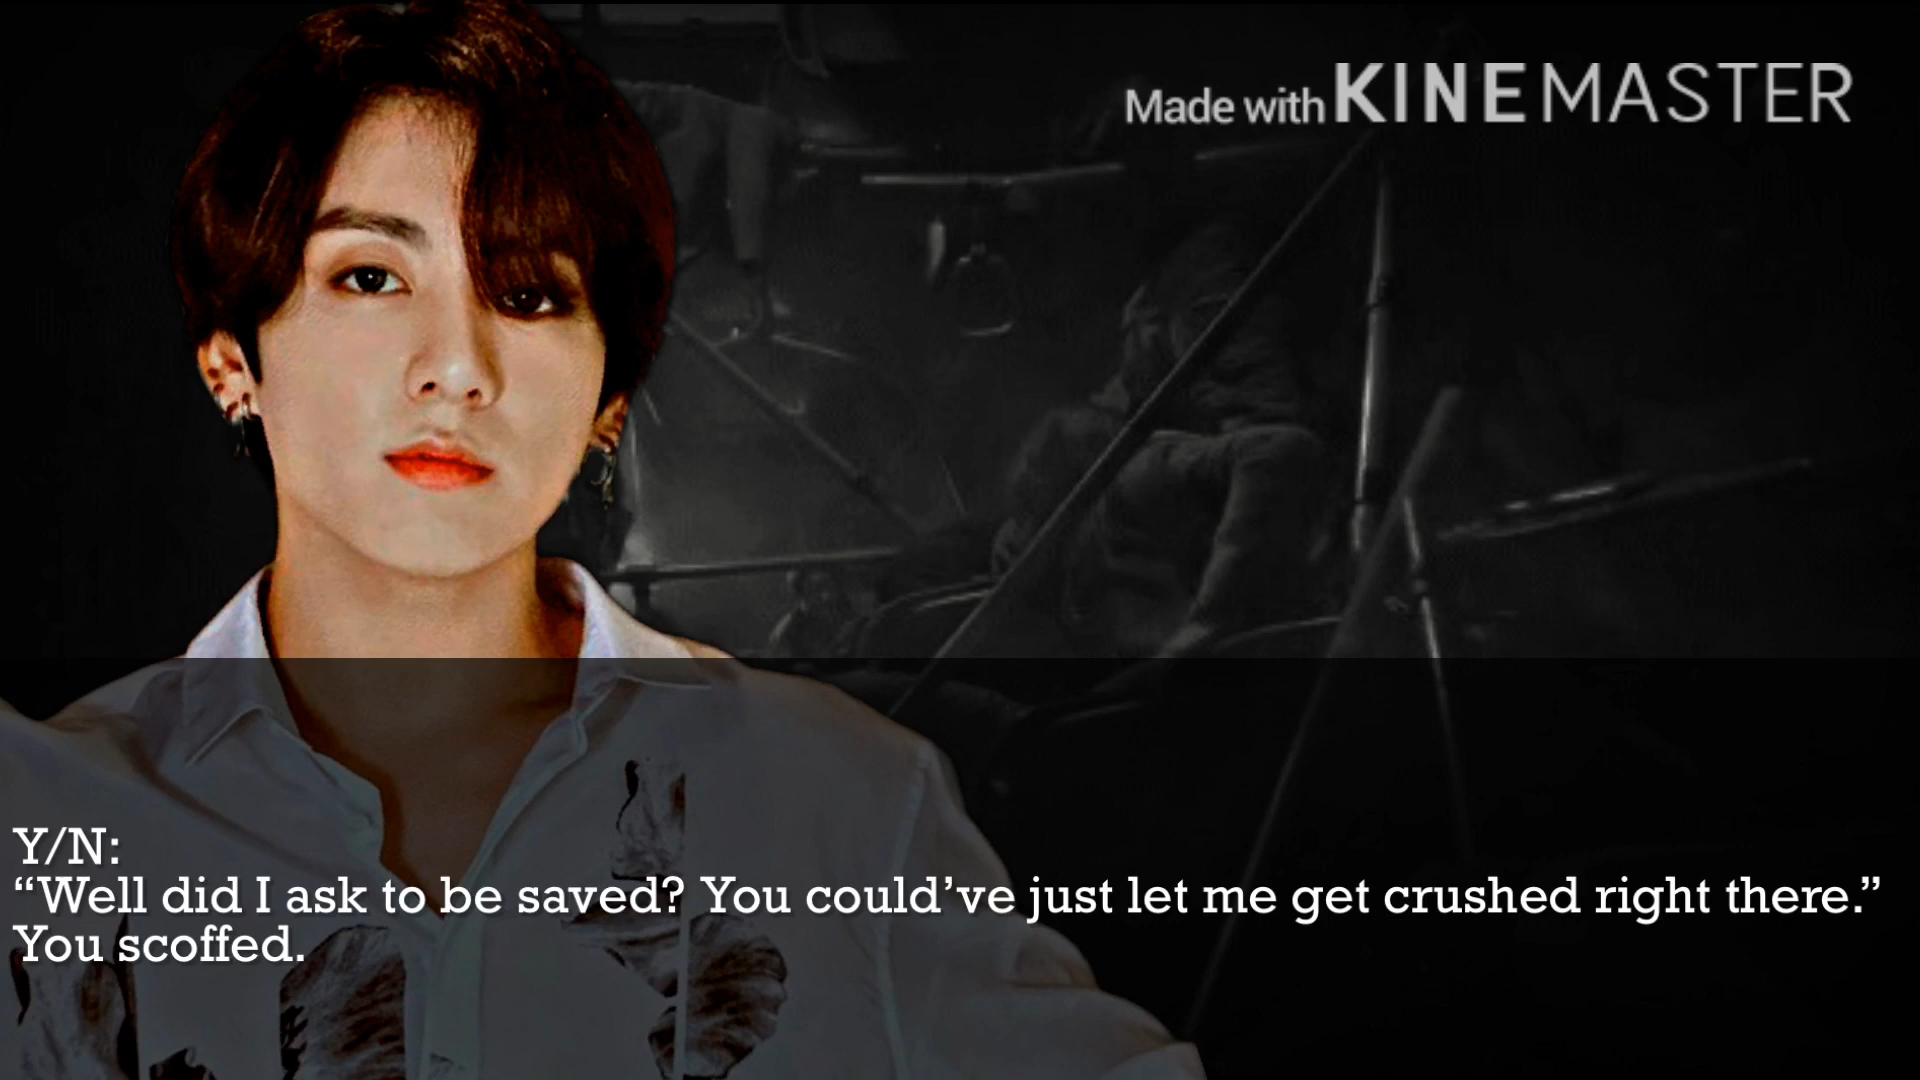 Made with KINEMASTER
Y/N:
“Well did I ask to be saved? You could’ve just let me get crushed right there.”
You scoffed.